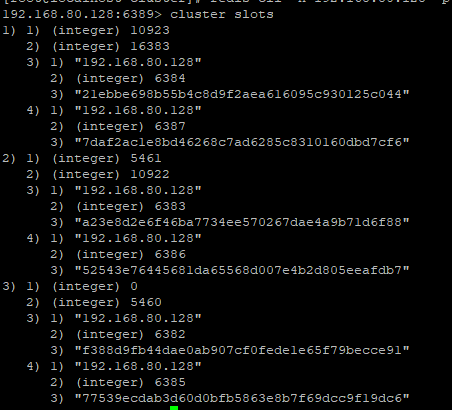 192.168.80.128:6389> cluster slots
1) 1) (integer) 10923
   2) (integer) 16383
   3) 1) "192.168.80.128"
      2) (integer) 6384
      3) "21ebbe698b55b4c8d9f2aea616095c930125c044"
   4) 1) "192.168.80.128"
      2) (integer) 6387
      3) "7daf2ac1e8bd46268c7ad6285c8310160dbd7cf6"
2) 1) (integer) 5461
   2) (integer) 10922
   3) 1) "192.168.80.128"
      2) (integer) 6383
      3) "a23e8d2e6f46ba7734ee570267dae4a9b71d6f88"
   4) 1) "192.168.80.128"
      2) (integer) 6386
      3) "52543e76445681da65568d007e4b2d805eeafdb7"
3) 1) (integer) 0
   2) (integer) 5460
   3) 1) "192.168.80.128"
      2) (integer) 6382
      3) "f388d9fb44dae0ab907cf0fede1e65f79becce91"
   4) 1) "192.168.80.128"
      2) (integer) 6385
      3) "77539ecdab3d60d0bfb5863e8b7f69dcc9f19dc6"